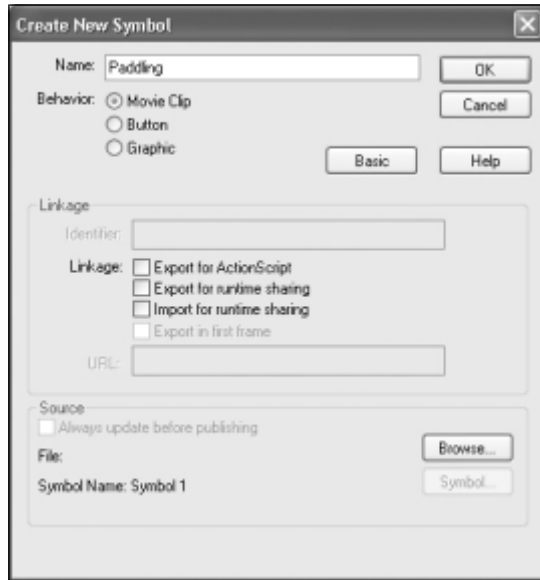 Create New Symbol
Name: Paddling
OK
Behavior: Movie Clip
Cancel
Button
Graphic
Basic
Help
Linkage
Identifier:
Linkage: Export for ActionScript
Export for runtime sharing
Import for runtime sharing
Export in first frame
URL:
Source
Always update before publishing
Browse...
File:
Symbol Name: Symbol 1
Symbol...